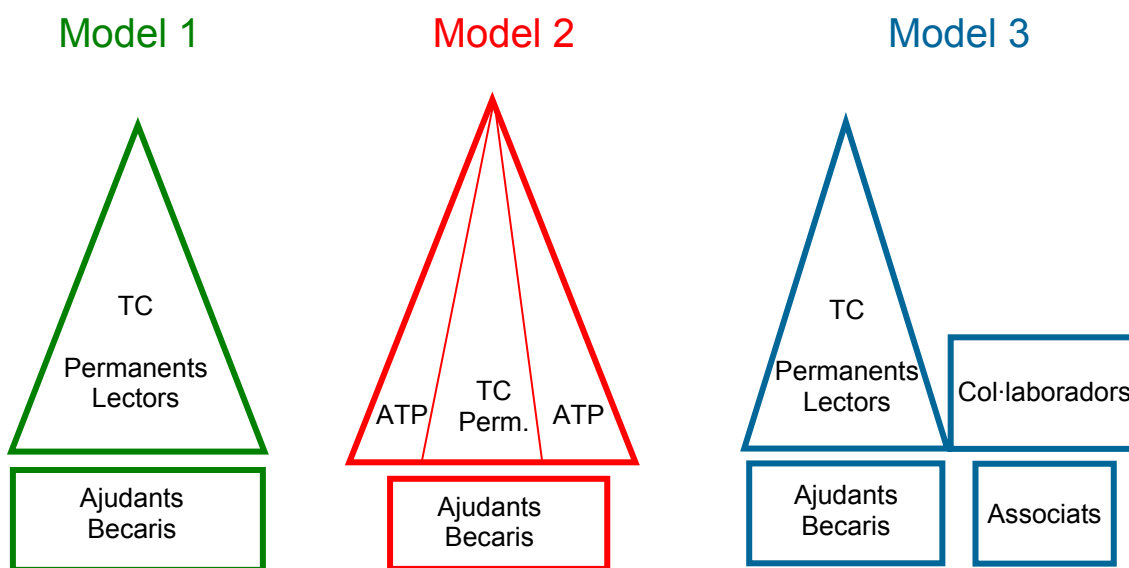 Model 1
Model 2
Model 3
TC
Permanents
Lectors
Ajudants
Becaris
ATP
TC
Perm.
ATP
Ajudants
Becaris
TC
Permanents
Lectors
Col·laboradors
Ajudants
Becaris
Associats